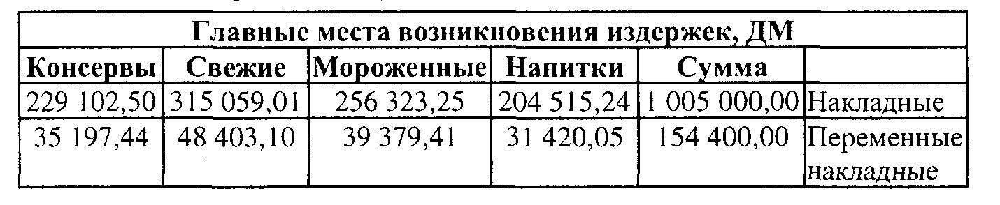 Главные места возникновения издержек, ДМ
Консервы Свежие Мороженные Напитки Сумма
229 102,50 315 059,01 256 323,25 204 515,24 1 005 000,00 Накладные
35 197,44 48 403,10 39 379,41 31 420,05 154 400,00 Переменные
накладные